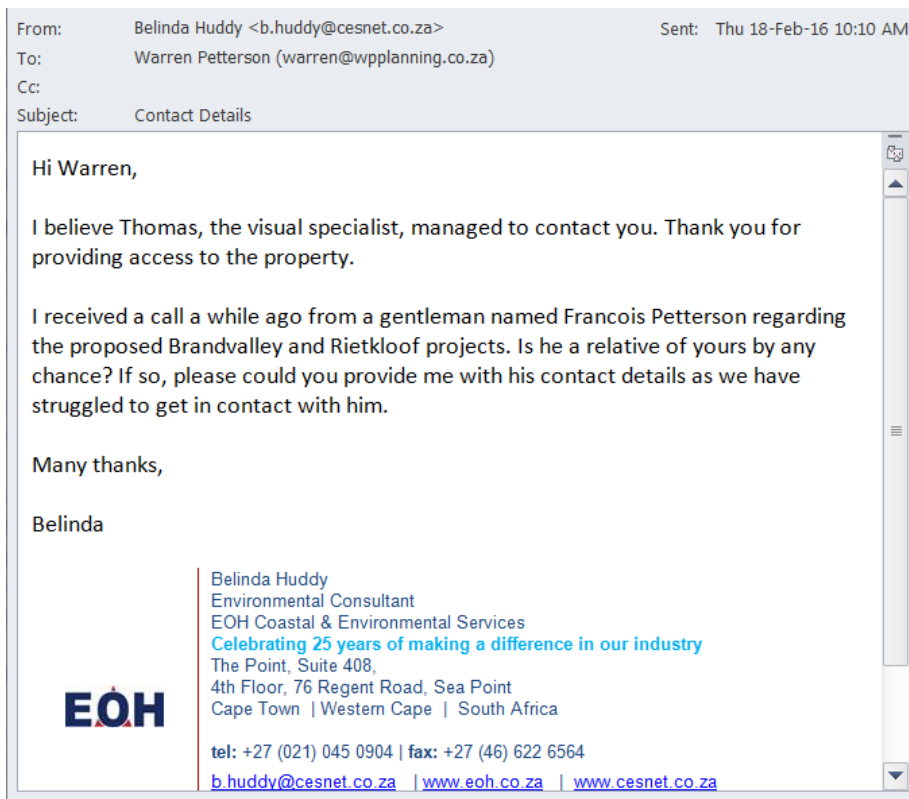 From: Belinda Huddy <b.huddy@cesnet.co.za> Sent: Thu 18-Feb-16 10:10 AM
To: Warren Petterson (warren@wpplanning.co.za)
Cc:
Subject: Contact Details
Hi Warren,
I believe Thomas, the visual specialist, managed to contact you. Thank you for
providing access to the property.
I received a call a while ago from a gentleman named Francois Petterson regarding
the proposed Brandvalley and Rietkloof projects. Is he a relative of yours by any
chance? If so, please could you provide me with his contact details as we have
struggled to get in contact with him.
Many thanks,
Belinda
Belinda Huddy
Environmental Consultant
EOH Coastal & Environmental Services
Celebrating 25 years of making a difference in our industry
The Point, Suite 408,
4th Floor, 76 Regent Road, Sea Point
Cape Town | Western Cape | South Africa
EOH
tel: +27 (021) 045 0904 | fax: +27 (46) 622 6564
b.huddy@cesnet.co.za | www.eoh.co.za | www.cesnet.co.za